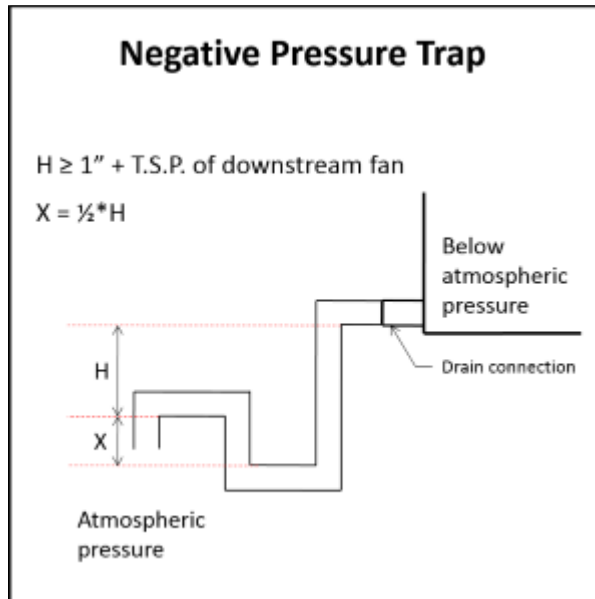 Negative Pressure Trap
H ≥ 1” + T.S.P. of downstream fan
X = ½*H
Below
atmospheric
pressure
Drain connection
H
X
Atmospheric
pressure